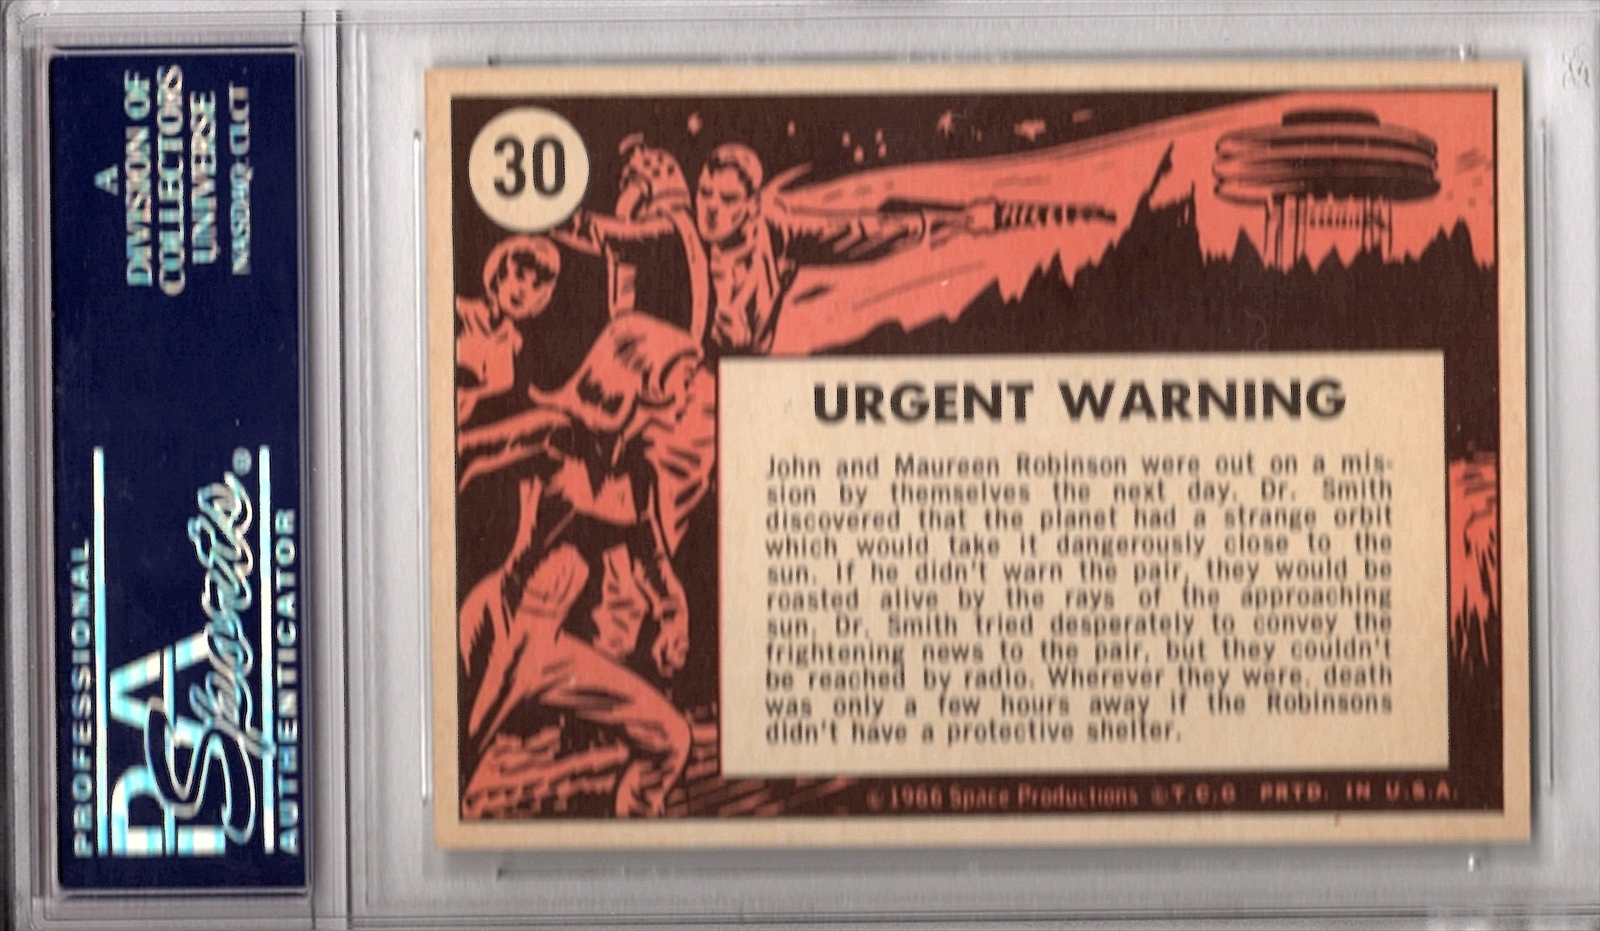 A
DIVISION OF
COLLECTORS
UNIVERSE
NASDAQ: CLCT
PROFESSIONAL
PSA
Sports®
AUTHENTICATOR
30
URGENT WARNING
John and Maureen Robinson were out on a mis-
sion by themselves the next day. Dr. Smith
discovered that the planet had a strange orbit
which would take it dangerously close to the
sun. If he didn't warn the pair, they would be
roasted alive by the rays of the approaching
sun. Dr. Smith tried desperately to convey the
frightening news to the pair, but they couldn't
be reached by radio. Wherever they were, death
was only a few hours away if the Robinsons
didn't have a protective shelter.
© 1966 Space Productions © T.C.G PRTD. IN U.S.A.